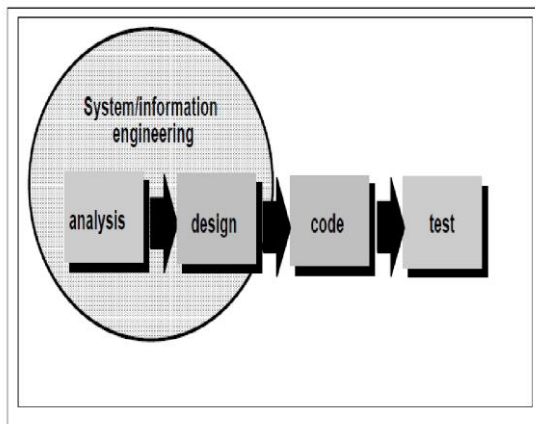 System/information
engineering
analysis
design
code
test